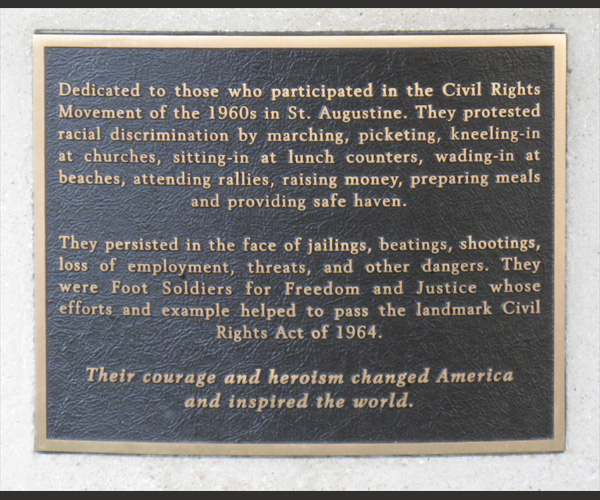 Dedicated to those who participated in the Civil Rights
Movement of the 1960s in St. Augustine. They protested
racial discrimination by marching, picketing, kneeling-in
at churches, sitting-in at lunch counters, wading-in at
beaches, attending rallies, raising money, preparing meals
and providing safe haven.
They persisted in the face of jailings, beatings, shootings,
loss of employment, threats, and other dangers. They
were Foot Soldiers for Freedom and Justice whose
efforts and example helped to pass the landmark Civil
Rights Act of 1964.
Their courage and heroism changed America
and inspired the world.